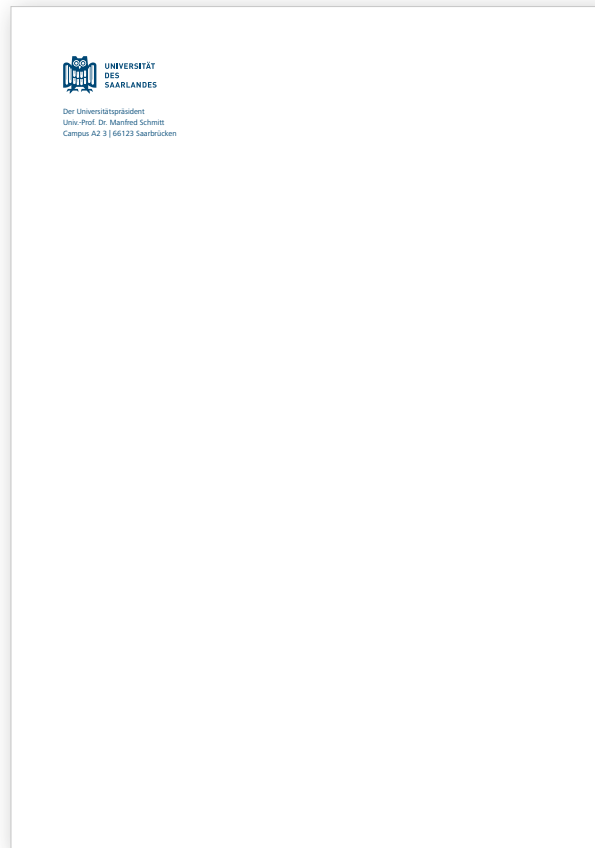 UNIVERSITÄT
DES
SAARLANDES
Der Universitätspräsident
Univ.-Prof. Dr. Manfred Schmitt
Campus A2 3 | 66123 Saarbrücken